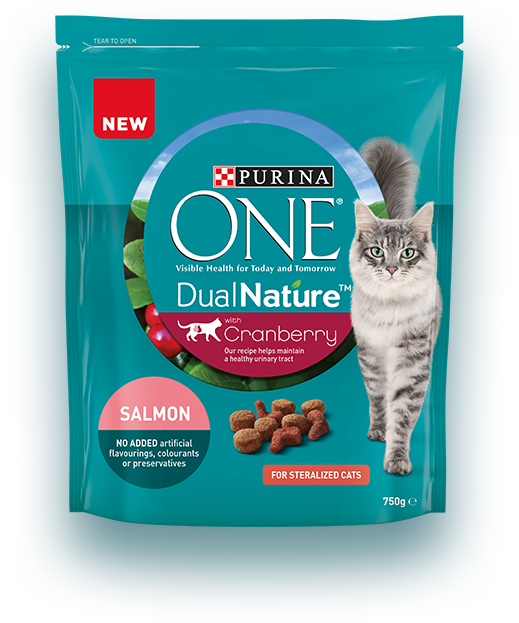 TEAR TO OPEN
NEW
PURINA
ONE®
Visible Health for Today and Tomorrow
DualNature™
with
Cranberry
Our recipe helps maintain
a healthy urinary tract
SALMON
NO ADDED artificial
flavourings, colourants
or preservatives
FOR STERALIZED CATS
750g ℮